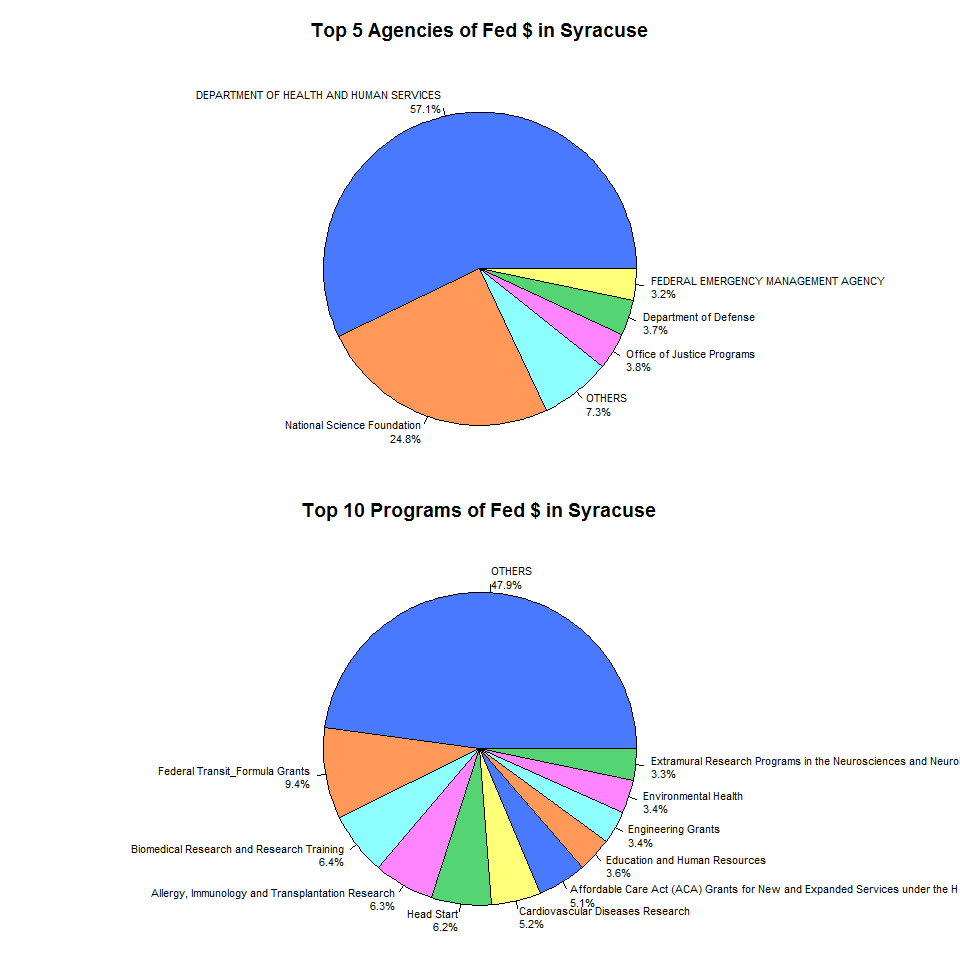 Top 5 Agencies of Fed $ in Syracuse
DEPARTMENT OF HEALTH AND HUMAN SERVICES
57.1%
FEDERAL EMERGENCY MANAGEMENT AGENCY
3.2%
Department of Defense
3.7%
Office of Justice Programs
3.8%
OTHERS
7.3%
National Science Foundation
24.8%
Top 10 Programs of Fed $ in Syracuse
OTHERS
47.9%
Federal Transit_Formula Grants
9.4%
Biomedical Research and Research Training
6.4%
Allergy, Immunology and Transplantation Research
6.3%
Head Start
6.2%
Cardiovascular Diseases Research
5.2%
Affordable Care Act (ACA) Grants for New and Expanded Services under the H
5.1%
Education and Human Resources
3.6%
Engineering Grants
3.4%
Environmental Health
3.4%
Extramural Research Programs in the Neurosciences and Neurol
3.3%